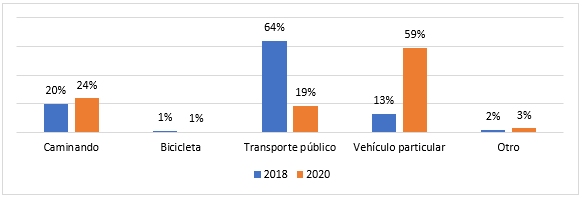 64%
59%
20%
24%
19%
13%
1%
1%
2%
3%
Caminando
Bicicleta
Transporte público
Vehículo particular
Otro
2018
2020